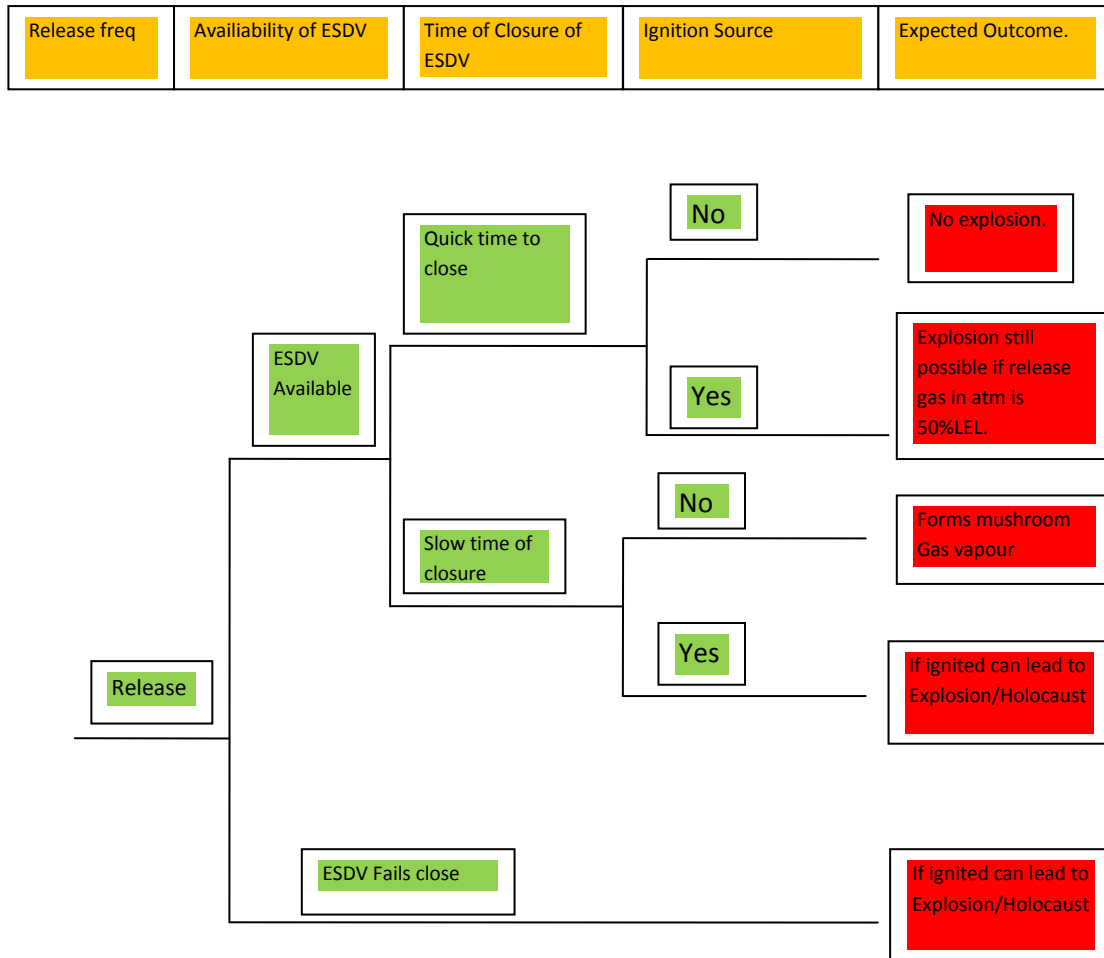 Release freq
Availiability of ESDV
Time of Closure of
ESDV
Ignition Source
Expected Outcome.
No
No explosion.
Quick time to
close
Explosion still
possible if release
gas in atm is
50%LEL.
ESDV
Available
Yes
No
Forms mushroom
Gas vapour
Slow time of
closure
Yes
If ignited can lead to
Explosion/Holocaust
Release
ESDV Fails close
If ignited can lead to
Explosion/Holocaust